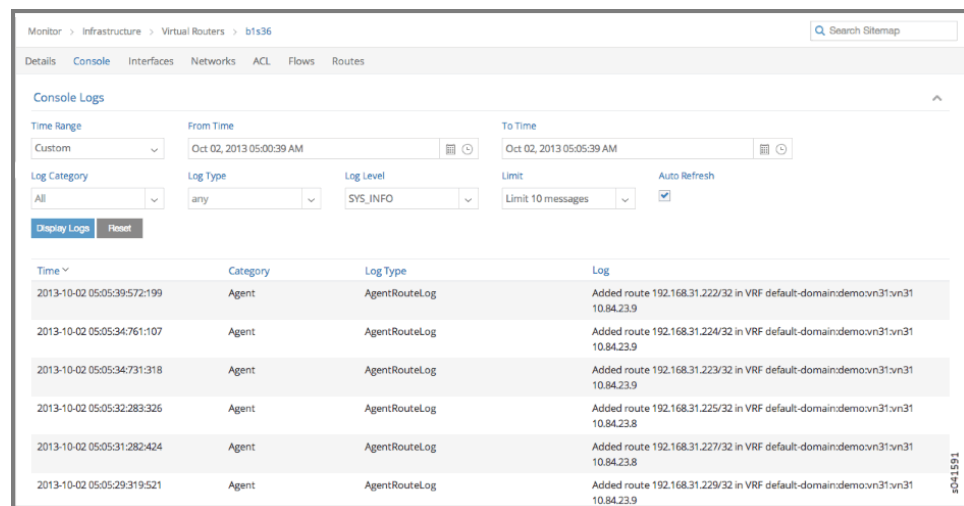 Monitor > Infrastructure > Virtual Routers > b1s36
Search Sitemap
Details Console Interfaces Networks ACL Flows Routes
Console Logs
Time Range From Time To Time
Custom Oct 02, 2013 05:00:39 AM Oct 02, 2013 05:05:39 AM
Log Category Log Type Log Level Limit Auto Refresh
All any SYS_INFO Limit 10 messages
Display Logs Reset
Time Category Log Type Log
2013-10-02 05:05:39:572:199 Agent AgentRouteLog Added route 192.168.31.222/32 in VRF default-domain:demo:vn31:vn31
10.84.23.9
2013-10-02 05:05:34:761:107 Agent AgentRouteLog Added route 192.168.31.224/32 in VRF default-domain:demo:vn31:vn31
10.84.23.9
2013-10-02 05:05:34:731:318 Agent AgentRouteLog Added route 192.168.31.223/32 in VRF default-domain:demo:vn31:vn31
10.84.23.9
2013-10-02 05:05:32:283:326 Agent AgentRouteLog Added route 192.168.31.225/32 in VRF default-domain:demo:vn31:vn31
10.84.23.8
2013-10-02 05:05:31:282:424 Agent AgentRouteLog Added route 192.168.31.227/32 in VRF default-domain:demo:vn31:vn31
10.84.23.8
2013-10-02 05:05:29:319:521 Agent AgentRouteLog Added route 192.168.31.229/32 in VRF default-domain:demo:vn31:vn31
10.84.23.9
s041591